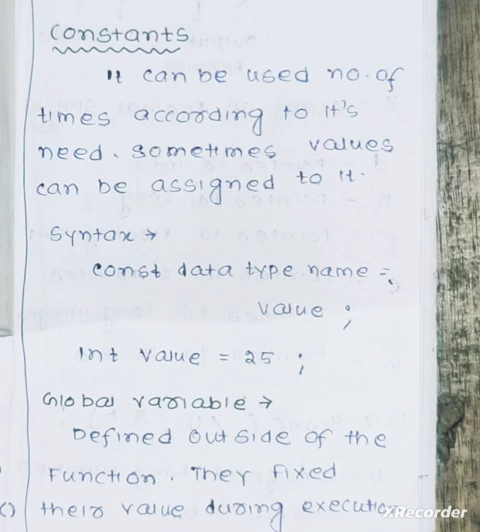 Constants
It can be used no. of
times according to it's
need. sometimes values
can be assigned to it.
Syntax →
const data type name =
value ;
Int value = 25 ;
Global variable →
Defined outside of the
Function. They fixed
their value during execution
XRecorder